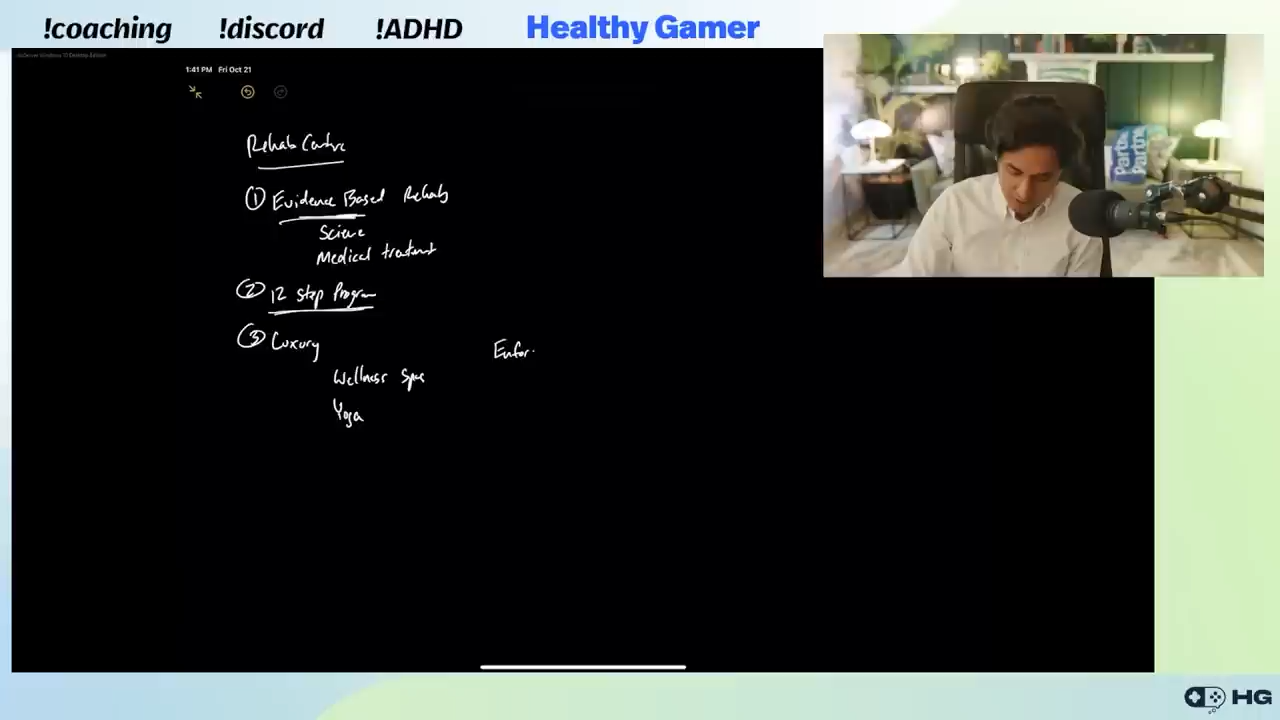 !coaching !discord !ADHD Healthy Gamer
1:41 PM Fri Oct 21
Rehab Centre
① Evidence Based Rehab
Science
Medical treatment
② 12 step Program
③ Luxury
Enfor
Wellness Spa
Yoga
HG